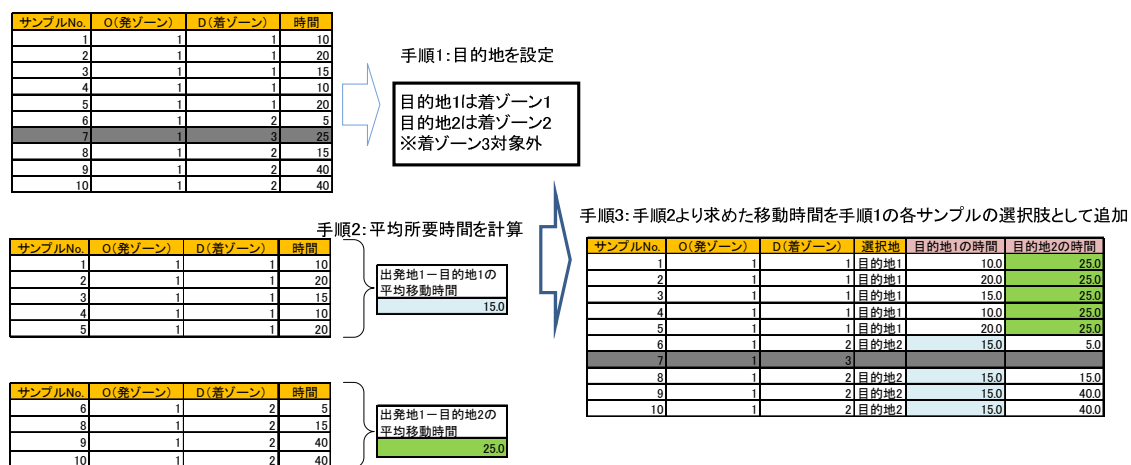 サンプルNo. O(発ゾーン) D(着ゾーン) 時間
1 1 1 10
2 1 1 20
3 1 1 15
4 1 1 10
5 1 1 20
6 1 2 5
7 1 3 25
8 1 2 15
9 1 2 40
10 1 2 40
手順1:目的地を設定
目的地1は着ゾーン1
目的地2は着ゾーン2
※着ゾーン3対象外
手順2:平均所要時間を計算
サンプルNo. O(発ゾーン) D(着ゾーン) 時間
1 1 1 10
2 1 1 20
3 1 1 15
4 1 1 10
5 1 1 20
出発地1－目的地1の
平均移動時間
15.0
サンプルNo. O(発ゾーン) D(着ゾーン) 時間
6 1 2 5
8 1 2 15
9 1 2 40
10 1 2 40
出発地1－目的地2の
平均移動時間
25.0
手順3:手順2より求めた移動時間を手順1の各サンプルの選択肢として追加
サンプルNo. O(発ゾーン) D(着ゾーン) 選択地 目的地1の時間 目的地2の時間
1 1 1 目的地1 10.0 25.0
2 1 1 目的地1 20.0 25.0
3 1 1 目的地1 15.0 25.0
4 1 1 目的地1 10.0 25.0
5 1 1 目的地1 20.0 25.0
6 1 2 目的地2 15.0 5.0
7 1 3
8 1 2 目的地2 15.0 15.0
9 1 2 目的地2 15.0 40.0
10 1 2 目的地2 15.0 40.0